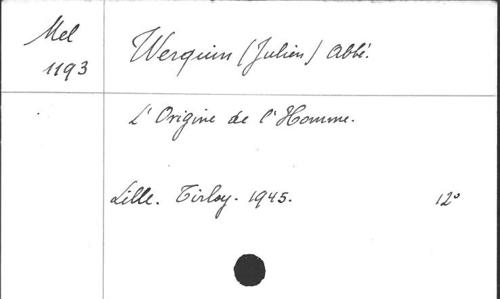 Mel
1193
Werquin (Julien) Abbé.
L'Origine de l'Homme.
Lille. Tirloy. 1945. 12°